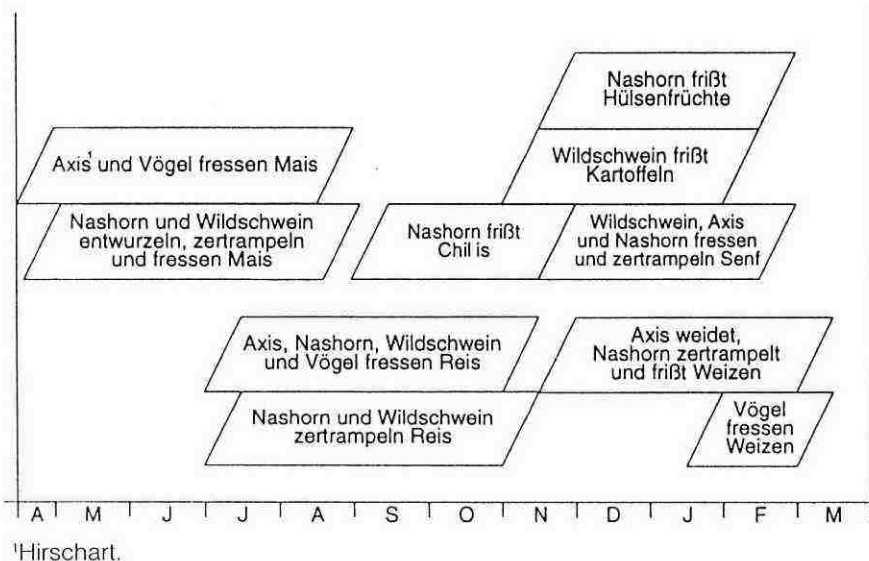 Nashorn frißt
Hülsenfrüchte
Axis¹ und Vögel fressen Mais
Wildschwein frißt
Kartoffeln
Nashorn und Wildschwein
entwurzeln, zertrampeln
und fressen Mais
Nashorn frißt
Chil is
Wildschwein, Axis
und Nashorn fressen
und zertrampeln Senf
Axis, Nashorn, Wildschwein
und Vögel fressen Reis
Axis weidet,
Nashorn zertrampelt
und frißt Weizen
Nashorn und Wildschwein
zertrampeln Reis
Vögel
fressen
Weizen
A M J J A S O N D J F M
¹Hirschart.